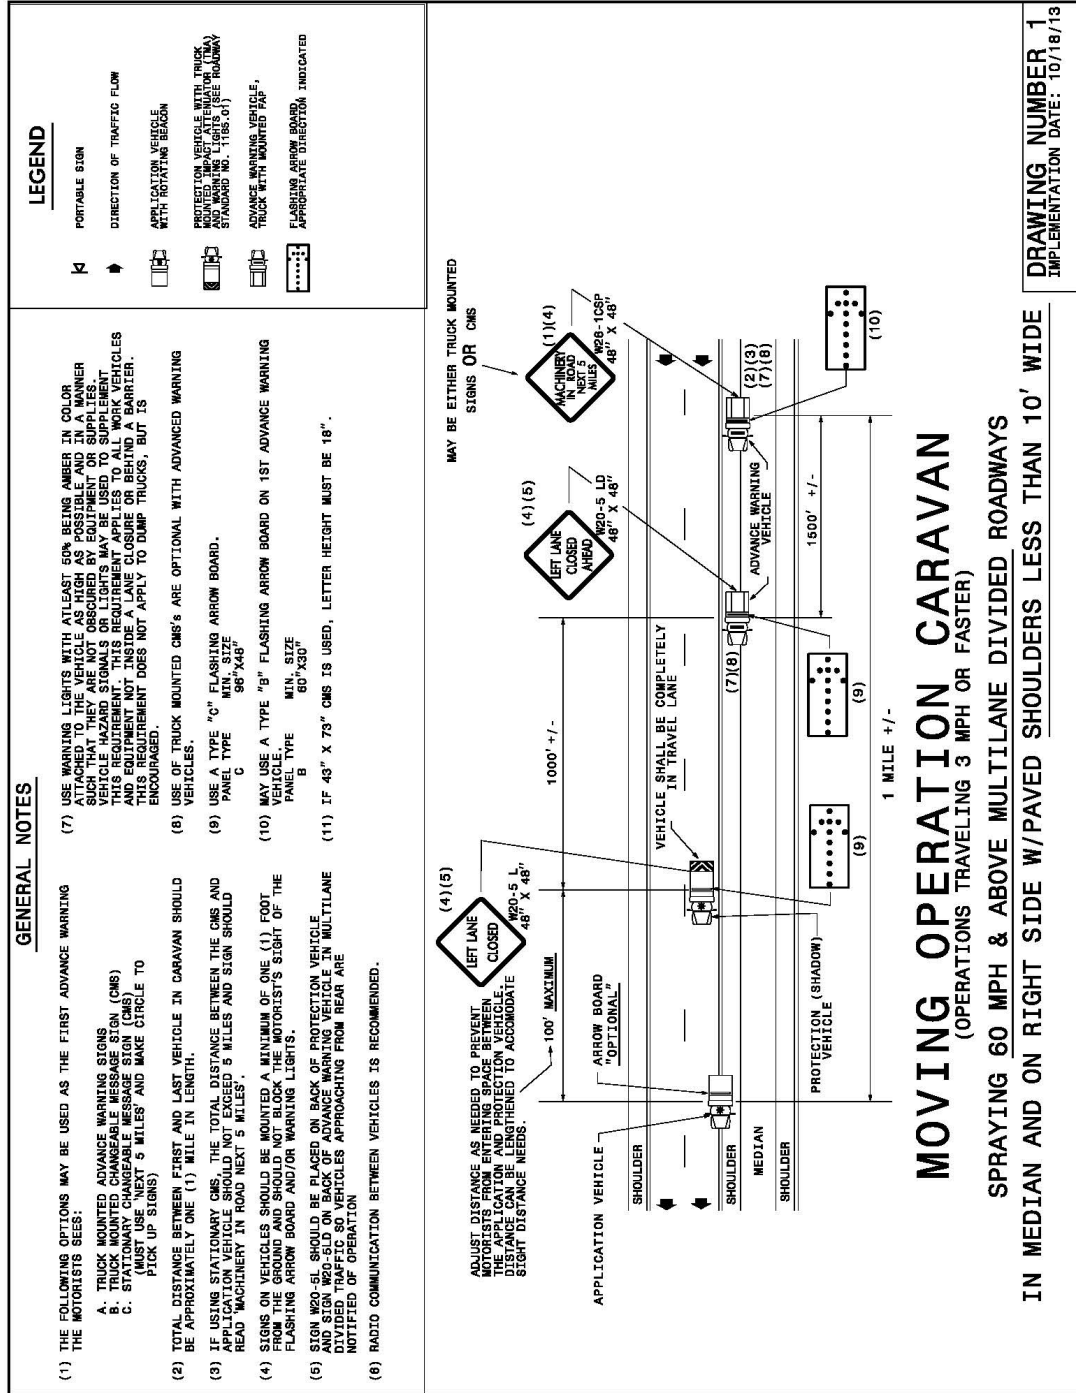 GENERAL NOTES
(1) THE FOLLOWING OPTIONS MAY BE USED AS THE FIRST ADVANCE WARNING
THE MOTORISTS SEES:
A. TRUCK MOUNTED ADVANCE WARNING SIGNS
B. TRUCK MOUNTED CHANGEABLE MESSAGE SIGN (CMS)
C. STATIONARY CHANGEABLE MESSAGE SIGN (CMS)
(MUST USE 'NEXT 5 MILES' AND MAKE CIRCLE TO
PICK UP SIGNS)
(2) TOTAL DISTANCE BETWEEN FIRST AND LAST VEHICLE IN CARAVAN SHOULD
BE APPROXIMATELY ONE (1) MILE IN LENGTH.
(3) IF USING STATIONARY CMS, THE TOTAL DISTANCE BETWEEN THE CMS AND
APPLICATION VEHICLE SHOULD NOT EXCEED 5 MILES AND SIGN SHOULD
READ 'MACHINERY IN ROAD NEXT 5 MILES'.
(4) SIGNS ON VEHICLES SHOULD BE MOUNTED A MINIMUM OF ONE (1) FOOT
FROM THE GROUND AND SHOULD NOT BLOCK THE MOTORIST'S SIGHT OF THE
FLASHING ARROW BOARD AND/OR WARNING LIGHTS.
(5) SIGN W20-5L SHOULD BE PLACED ON BACK OF PROTECTION VEHICLE
AND SIGN W20-5LD ON BACK OF ADVANCE WARNING VEHICLE IN MULTILANE
DIVIDED TRAFFIC SO VEHICLES APPROACHING FROM REAR ARE
NOTIFIED OF OPERATION
(6) RADIO COMMUNICATION BETWEEN VEHICLES IS RECOMMENDED.
(7) USE WARNING LIGHTS WITH ATLEAST 50% BEING AMBER IN COLOR
ATTACHED TO THE VEHICLE AS HIGH AS POSSIBLE AND IN A MANNER
SUCH THAT THEY ARE NOT OBSCURED BY EQUIPMENT OR SUPPLIES.
VEHICLE HAZARD SIGNALS OR LIGHTS MAY BE USED TO SUPPLEMENT
THIS REQUIREMENT. THIS REQUIREMENT APPLIES TO ALL WORK VEHICLES
AND EQUIPMENT NOT INSIDE A LANE CLOSURE OR BEHIND A BARRIER.
THIS REQUIREMENT DOES NOT APPLY TO DUMP TRUCKS, BUT IS
ENCOURAGED.
(8) USE OF TRUCK MOUNTED CMS's ARE OPTIONAL WITH ADVANCED WARNING
VEHICLES.
(9) USE A TYPE "C" FLASHING ARROW BOARD.
PANEL TYPE MIN. SIZE
C 96"X48"
(10) MAY USE A TYPE "B" FLASHING ARROW BOARD ON 1ST ADVANCE WARNING
VEHICLE.
PANEL TYPE MIN. SIZE
B 60"X30"
(11) IF 43" X 73" CMS IS USED, LETTER HEIGHT MUST BE 18".
LEGEND
PORTABLE SIGN
DIRECTION OF TRAFFIC FLOW
APPLICATION VEHICLE
WITH ROTATING BEACON
PROTECTION VEHICLE WITH TRUCK
MOUNTED IMPACT ATTENUATOR (TMA)
AND WARNING LIGHTS (SEE ROADWAY
STANDARD NO. 1165.01)
ADVANCE WARNING VEHICLE,
TRUCK WITH MOUNTED FAP
FLASHING ARROW BOARD,
APPROPRIATE DIRECTION INDICATED
ADJUST DISTANCE AS NEEDED TO PREVENT
MOTORISTS FROM ENTERING SPACE BETWEEN
THE APPLICATION AND PROTECTION VEHICLE.
DISTANCE CAN BE LENGTHENED TO ACCOMODATE
SIGHT DISTANCE NEEDS.
(4)(5)
LEFT LANE
CLOSED
W20-5 L
48" X 48"
(4)(5)
LEFT LANE
CLOSED
AHEAD
W20-5 LD
48" X 48"
MAY BE EITHER TRUCK MOUNTED
SIGNS OR CMS
(1)(4)
MACHINERY
IN ROAD
NEXT 5
MILES
W26-1CSP
48" X 48"
100' MAXIMUM
1000' +/-
APPLICATION VEHICLE
ARROW BOARD
"OPTIONAL"
VEHICLE SHALL BE COMPLETELY
IN TRAVEL LANE
SHOULDER
SHOULDER
MEDIAN
SHOULDER
(7)(8)
(2)(3)
(7)(8)
ADVANCE WARNING
VEHICLE
PROTECTION (SHADOW)
VEHICLE
(9)
(9)
1500' +/-
(10)
1 MILE +/-
MOVING OPERATION CARAVAN
(OPERATIONS TRAVELING 3 MPH OR FASTER)
SPRAYING 60 MPH & ABOVE MULTILANE DIVIDED ROADWAYS
IN MEDIAN AND ON RIGHT SIDE W/PAVED SHOULDERS LESS THAN 10' WIDE
DRAWING NUMBER 1
IMPLEMENTATION DATE: 10/18/13